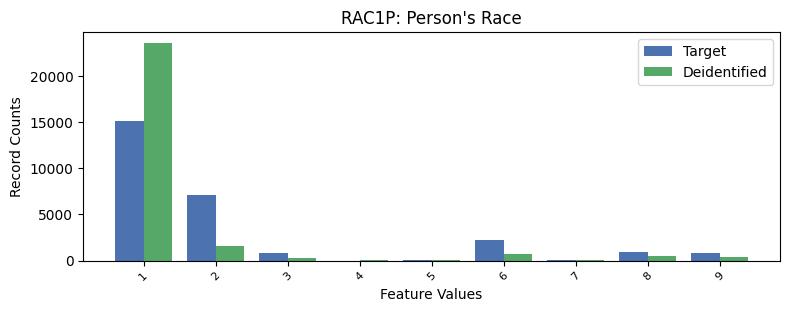 RAC1P: Person's Race
Target
Deidentified
Record Counts
20000
15000
10000
5000
0
1 2 3 4 5 6 7 8 9
Feature Values